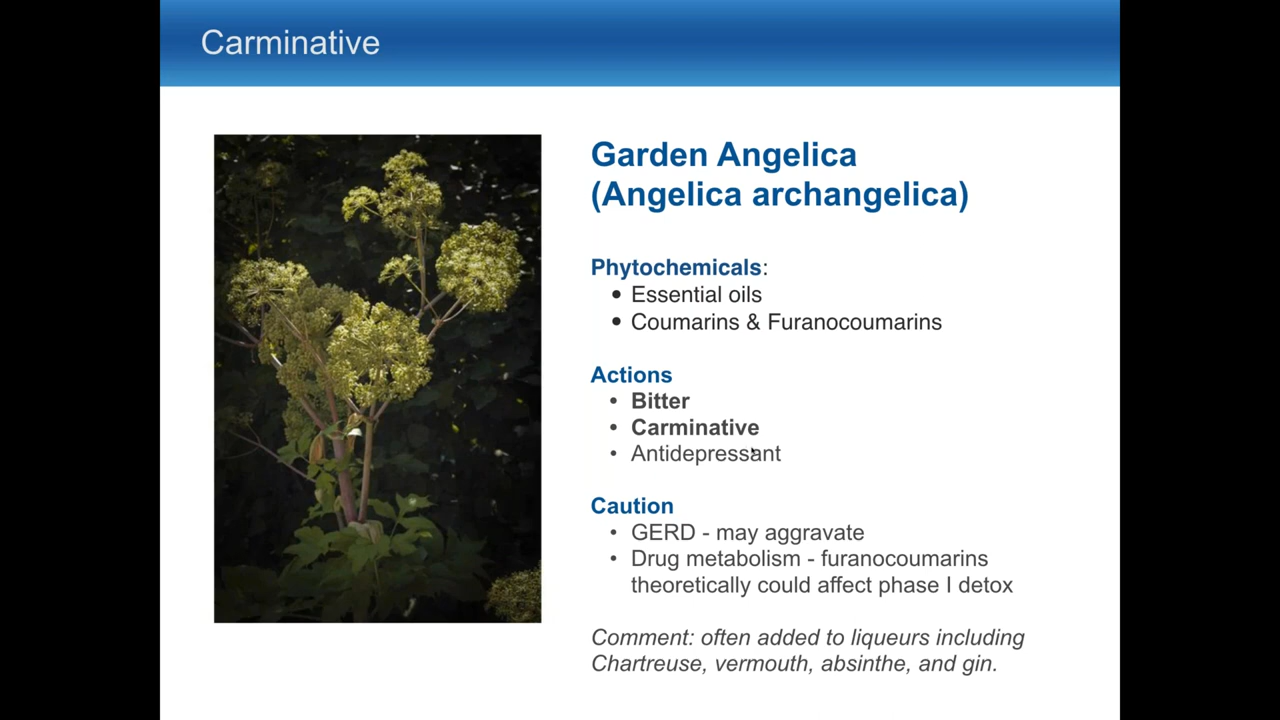 Carminative
Garden Angelica
(Angelica archangelica)
Phytochemicals:
• Essential oils
• Coumarins & Furanocoumarins
Actions
• Bitter
• Carminative
• Antidepressant
Caution
• GERD - may aggravate
• Drug metabolism - furanocoumarins
theoretically could affect phase I detox
Comment: often added to liqueurs including
Chartreuse, vermouth, absinthe, and gin.